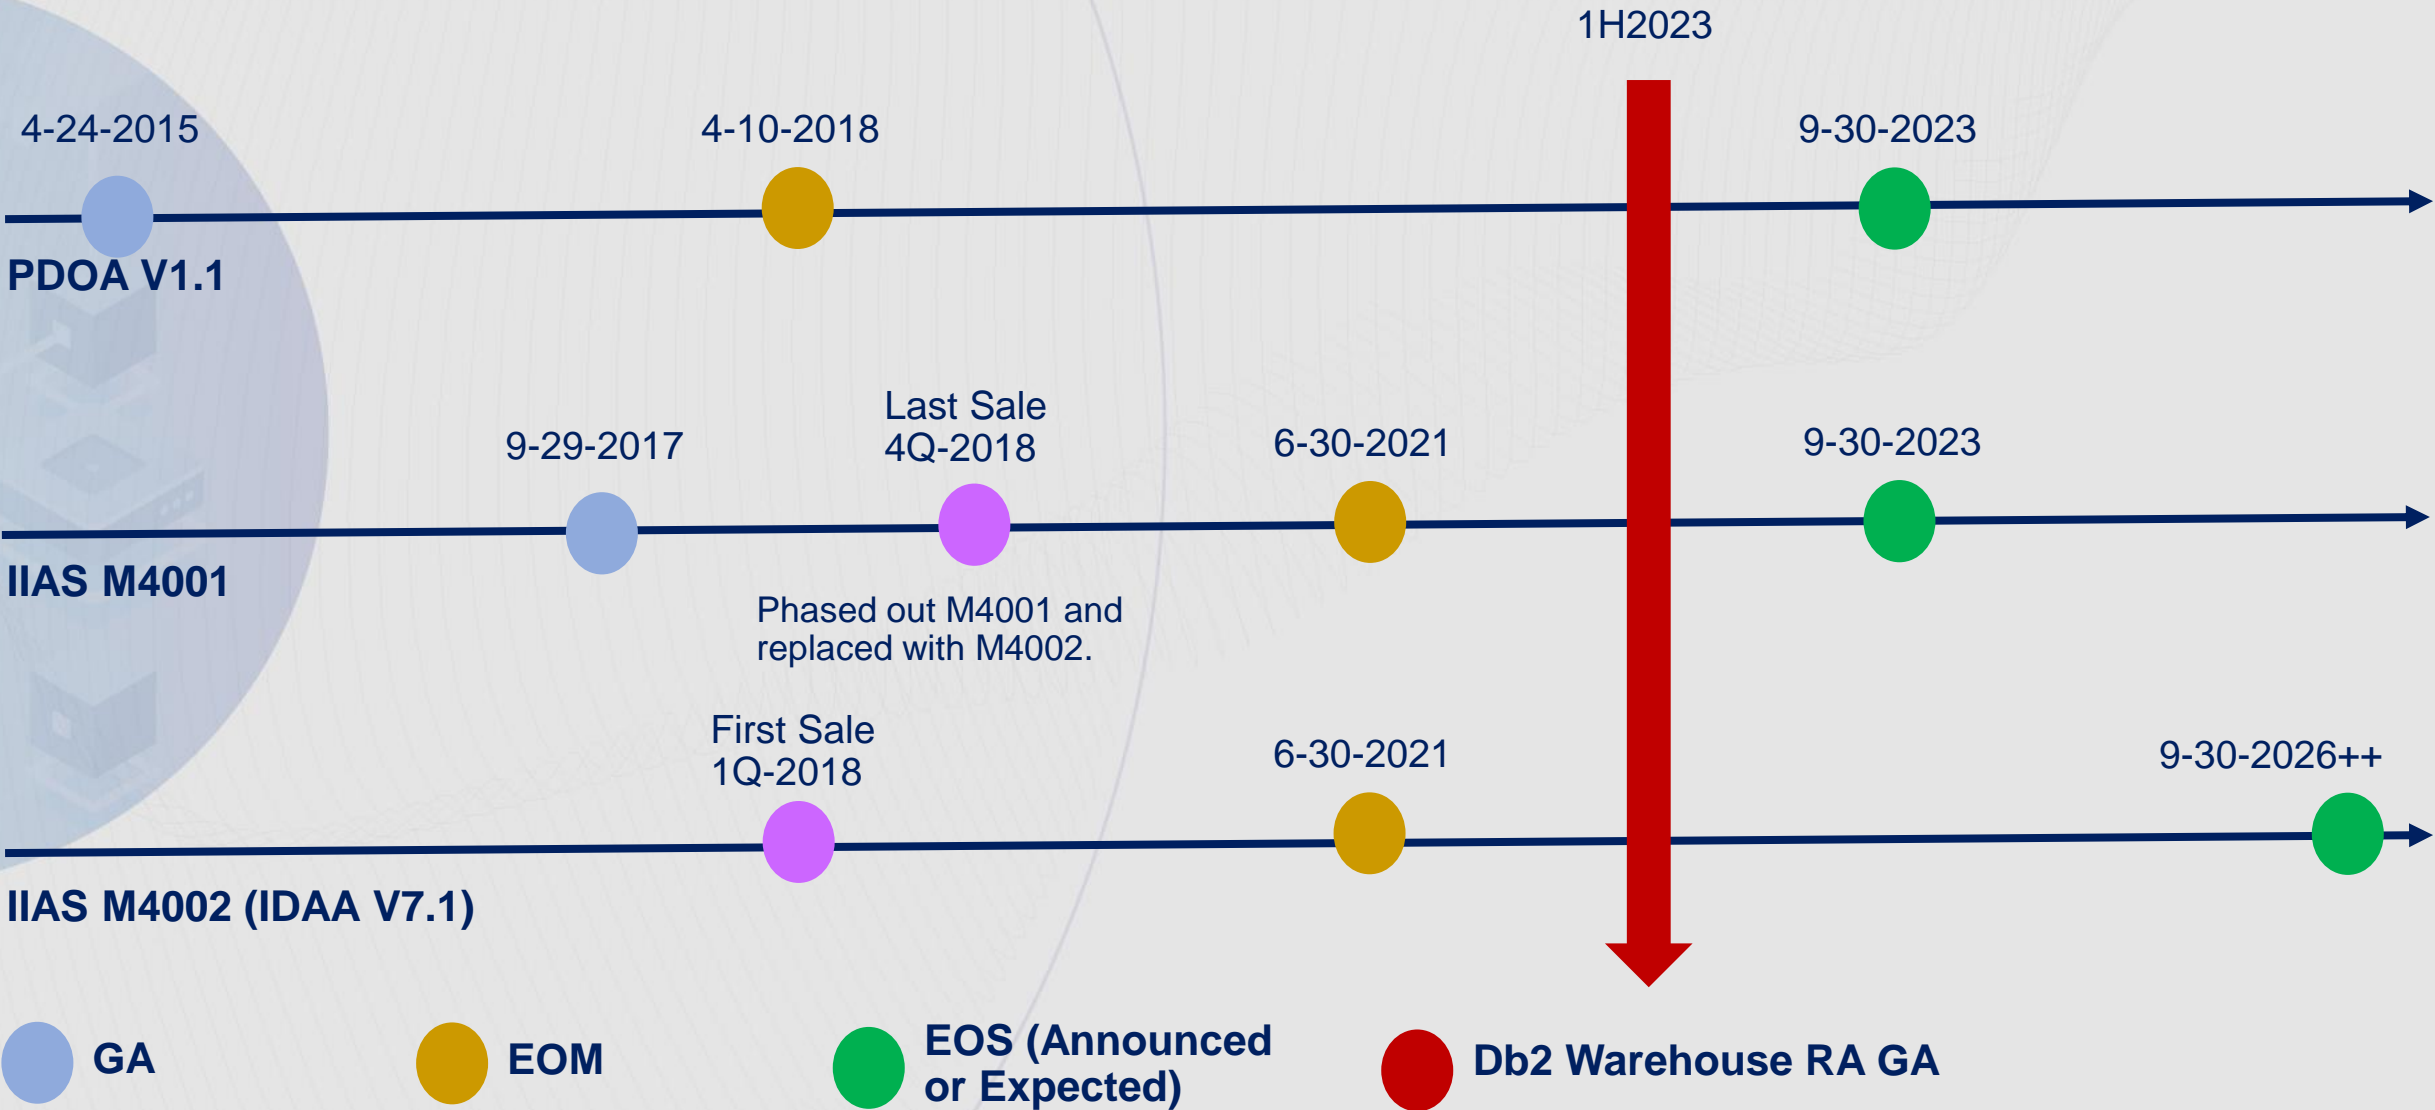 1H2023
4-24-2015
4-10-2018
9-30-2023
PDOA V1.1
9-29-2017
Last Sale
4Q-2018
6-30-2021
9-30-2023
IIAS M4001
Phased out M4001 and
replaced with M4002.
First Sale
1Q-2018
6-30-2021
9-30-2026++
IIAS M4002 (IDAA V7.1)
GA
EOM
EOS (Announced
or Expected)
Db2 Warehouse RA GA